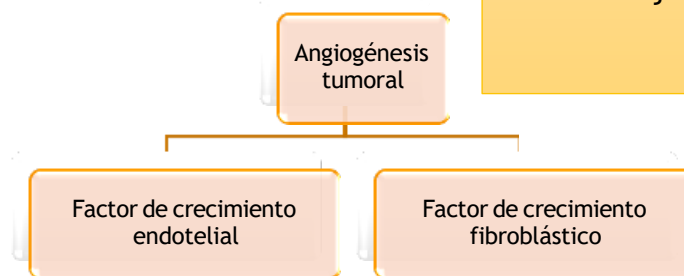 Angiogénesis
tumoral
Factor de crecimiento
endotelial
Factor de crecimiento
fibroblástico